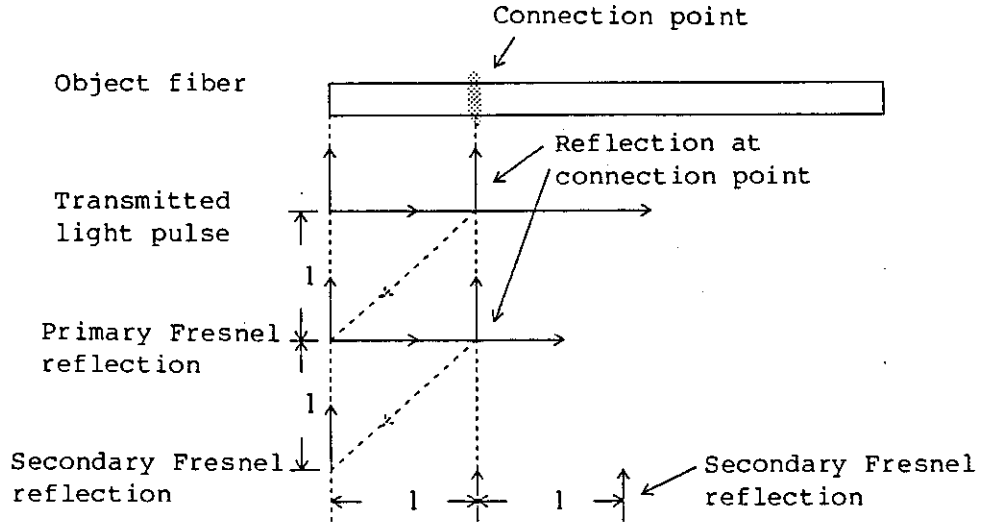 Connection point
Object fiber
Reflection at
connection point
Transmitted
light pulse
l
Primary Fresnel
reflection
l
Secondary Fresnel
reflection
l
l
Secondary Fresnel
reflection